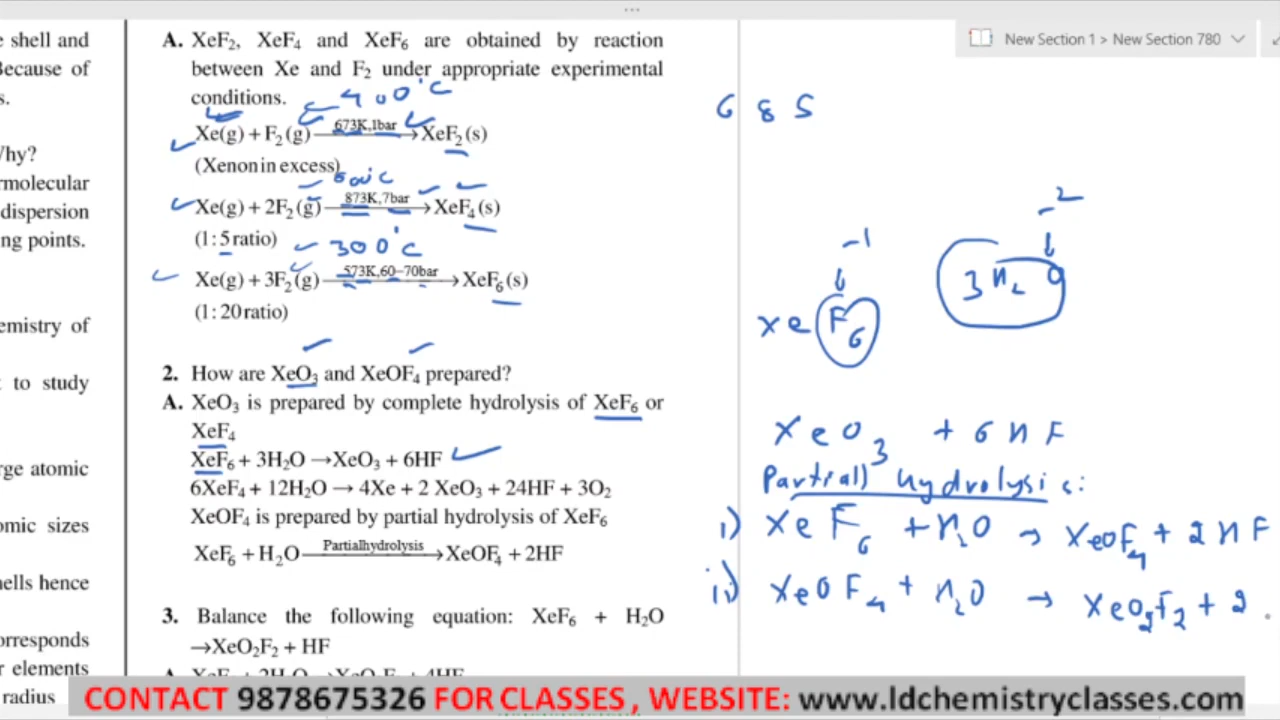 e shell and
Because of
s.
Why?
rmolecular
dispersion
ng points.
emistry of
t to study
rge atomic
omic sizes
ells hence
orresponds
r elements
radius
A. XeF₂, XeF₄ and XeF₆ are obtained by reaction
between Xe and F₂ under appropriate experimental
conditions.
400°C
Xe(g) + F₂(g) 673K,1bar → XeF₂(s)
(Xenon in excess)
600°C
Xe(g) + 2F₂(g) 873K,7bar → XeF₄(s)
(1:5 ratio)
300°C
Xe(g) + 3F₂(g) 573K,60–70bar → XeF₆(s)
(1:20 ratio)
2. How are XeO₃ and XeOF₄ prepared?
A. XeO₃ is prepared by complete hydrolysis of XeF₆ or
XeF₄
XeF₆ + 3H₂O → XeO₃ + 6HF
6XeF₄ + 12H₂O → 4Xe + 2 XeO₃ + 24HF + 3O₂
XeOF₄ is prepared by partial hydrolysis of XeF₆
XeF₆ + H₂O Partialhydrolysis → XeOF₄ + 2HF
3. Balance the following equation: XeF₆ + H₂O
→XeO₂F₂ + HF
New Section 1 > New Section 780
6 8 5
-1
-2
XeF₆
3H₂O
XeO₃ + 6HF
Partial hydrolysis:
i) XeF₆ + H₂O → XeOF₄ + 2HF
ii) XeOF₄ + H₂O → XeO₂F₂ + 2
CONTACT 9878675326 FOR CLASSES , WEBSITE: www.ldchemistryclasses.com